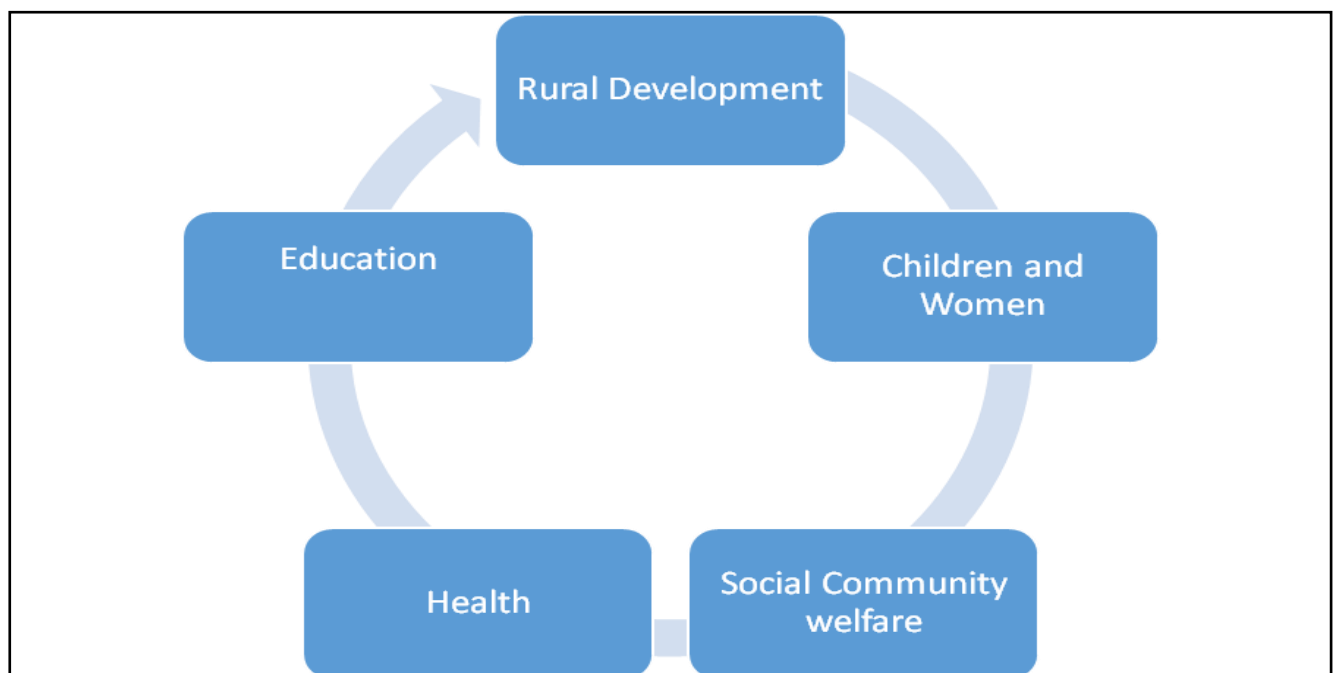 Rural Development
Education
Children and
Women
Health
Social Community
welfare